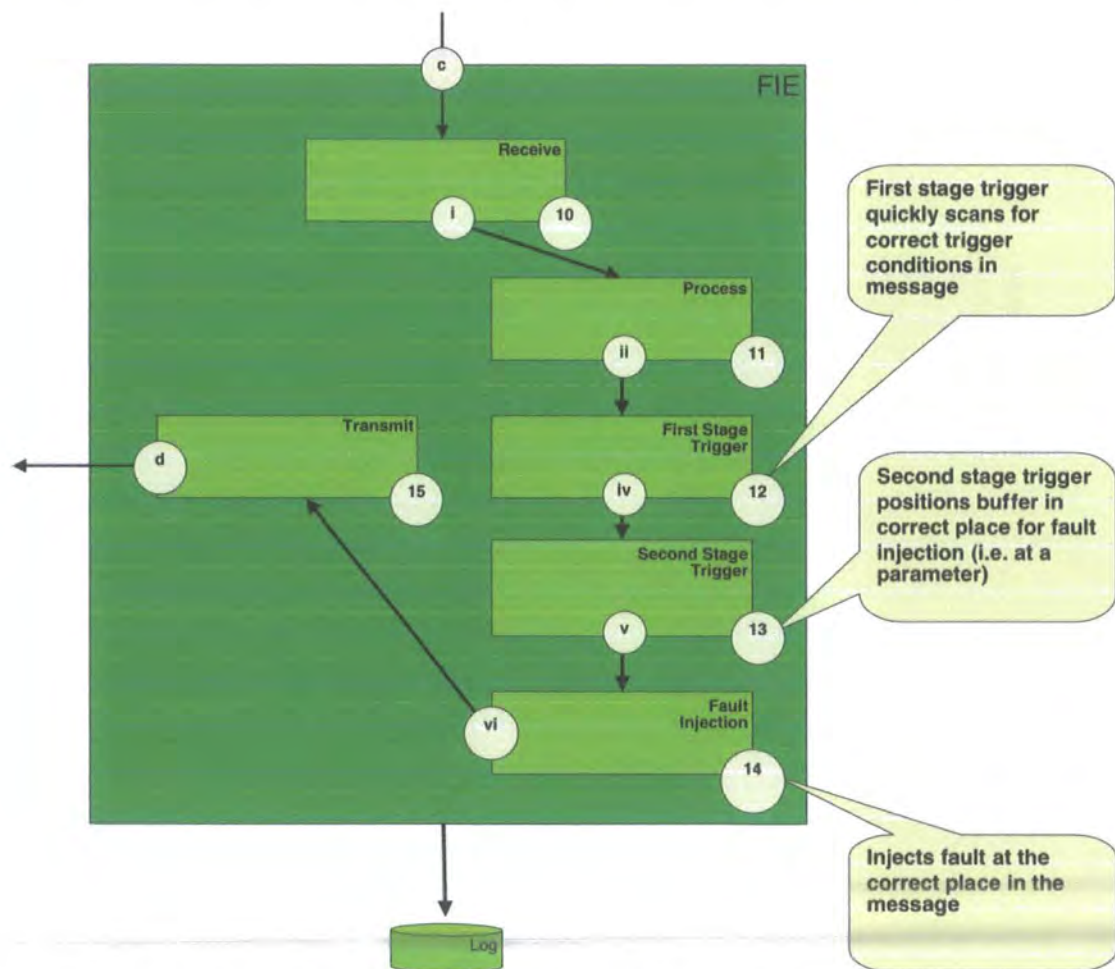 c
FIE
Receive
i
10
First stage trigger
quickly scans for
correct trigger
conditions in
message
Process
ii
11
Transmit
d
15
First Stage
Trigger
iv
12
Second stage trigger
positions buffer in
correct place for fault
injection (i.e. at a
parameter)
Second Stage
Trigger
v
13
Fault
Injection
vi
14
Injects fault at the
correct place in the
message
Log